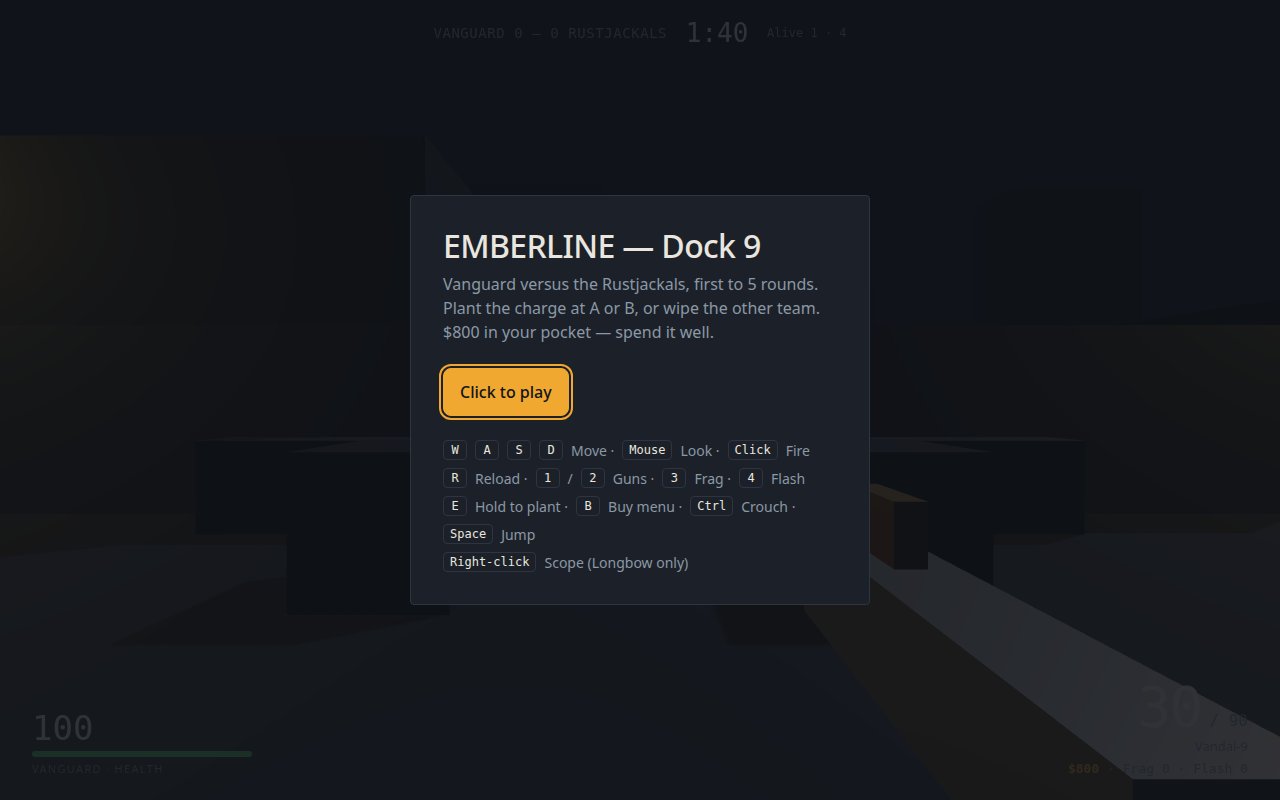 VANGUARD 0 — 0 RUSTJACKALS 1:40 Alive 1 · 4
EMBERLINE — Dock 9
Vanguard versus the Rustjackals, first to 5 rounds.
Plant the charge at A or B, or wipe the other team.
$800 in your pocket — spend it well.
Click to play
W A S D Move · Mouse Look · Click Fire
R Reload · 1 / 2 Guns · 3 Frag · 4 Flash
E Hold to plant · B Buy menu · Ctrl Crouch ·
Space Jump
Right-click Scope (Longbow only)
100
VANGUARD · HEALTH
30 / 90
Vandal-9
$800 · Frag 0 · Flash 0